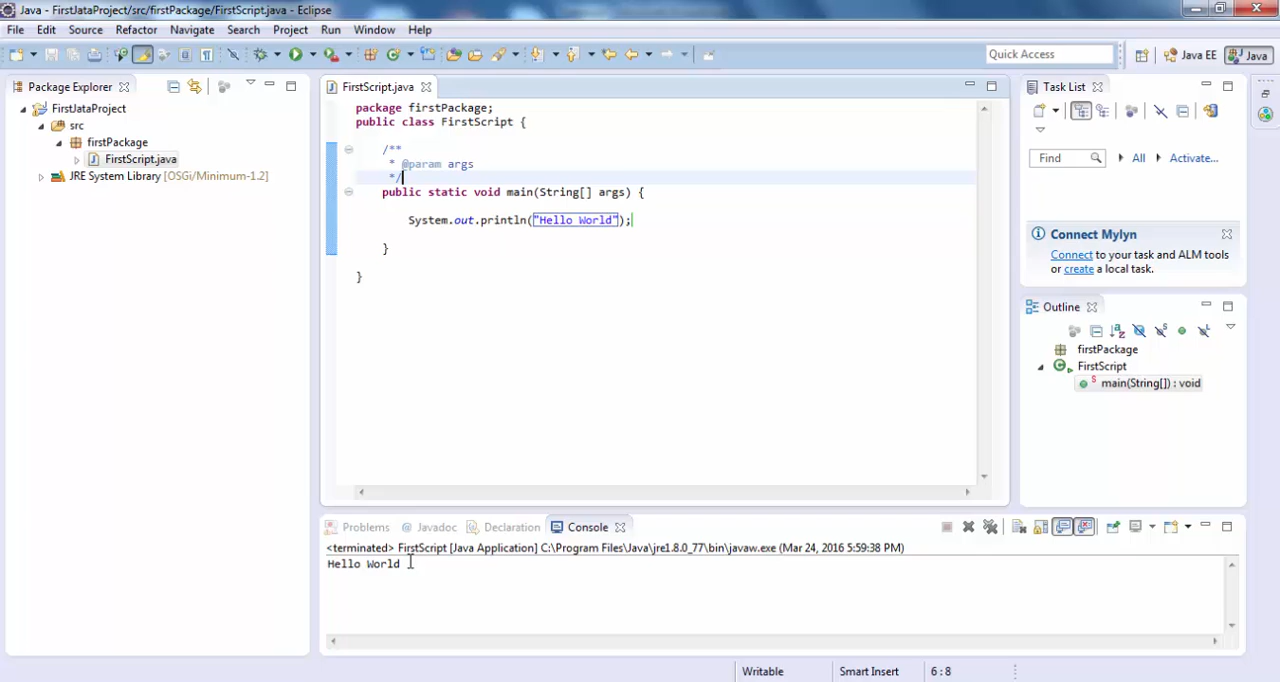 Java - FirstJataProject/src/firstPackage/FirstScript.java - Eclipse
File Edit Source Refactor Navigate Search Project Run Window Help
Quick Access
Java EE
Java
Package Explorer
FirstJataProject
src
firstPackage
FirstScript.java
JRE System Library [OSGi/Minimum-1.2]
FirstScript.java
package firstPackage;
public class FirstScript {
/**
* @param args
*/
public static void main(String[] args) {
System.out.println("Hello World");
}
}
Task List
Find
All
Activate...
Connect Mylyn
Connect to your task and ALM tools
or create a local task.
Outline
firstPackage
FirstScript
main(String[]) : void
Problems @ Javadoc Declaration Console
<terminated> FirstScript [Java Application] C:\Program Files\Java\jre1.8.0_77\bin\javaw.exe (Mar 24, 2016 5:59:38 PM)
Hello World
Writable
Smart Insert
6 : 8